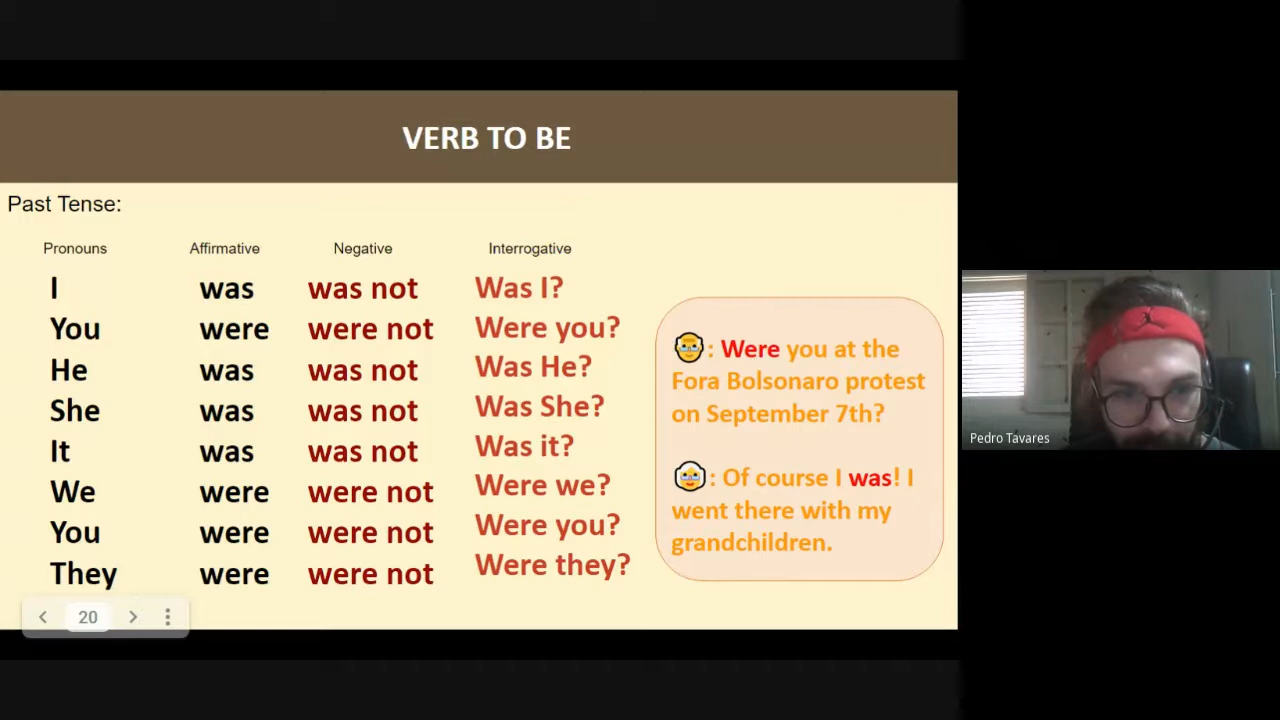 VERB TO BE
Past Tense:
Pronouns Affirmative Negative Interrogative
I was was not Was I?
You were were not Were you?
He was was not Was He?
She was was not Was She?
It was was not Was it?
We were were not Were we?
You were were not Were you?
They were were not Were they?
: Were you at the
Fora Bolsonaro protest
on September 7th?
: Of course I was! I
went there with my
grandchildren.
Pedro Tavares
20